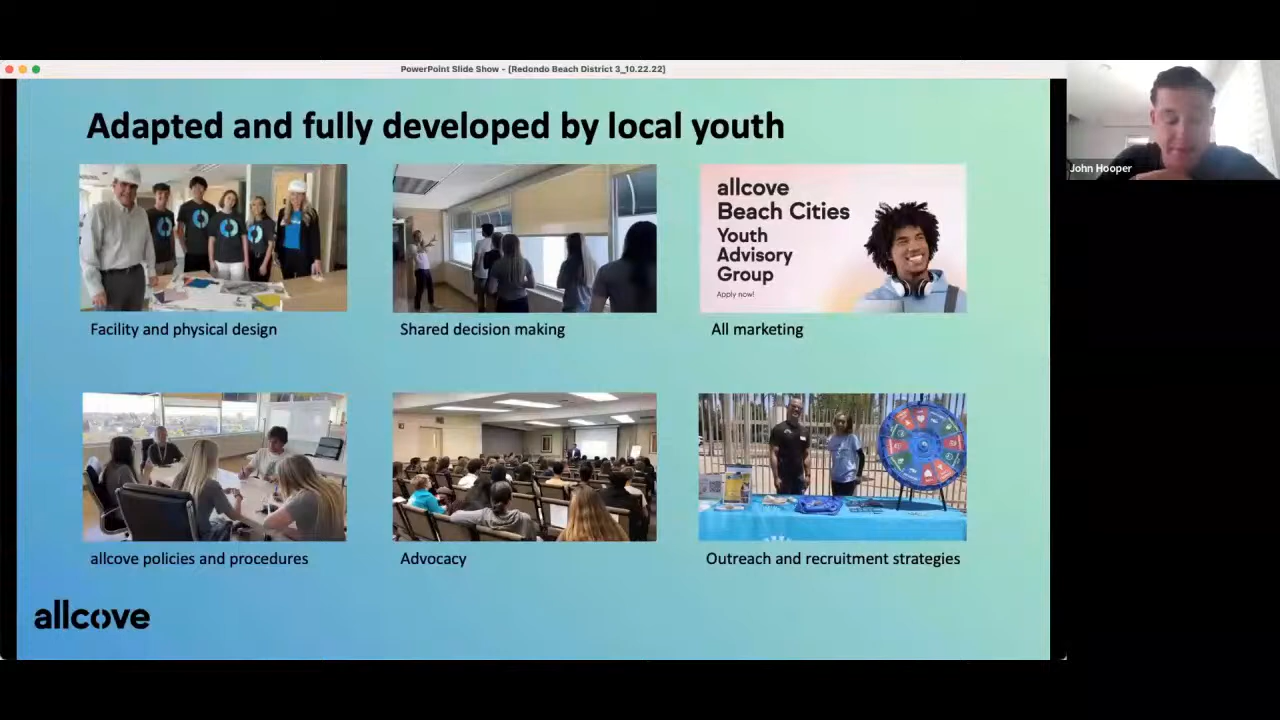 PowerPoint Slide Show - [Redondo Beach District 3_10.22.22]
Adapted and fully developed by local youth
allcove
Beach Cities
Youth
Advisory
Group
Apply now!
Facility and physical design
Shared decision making
All marketing
allcove policies and procedures
Advocacy
Outreach and recruitment strategies
allcove
John Hooper